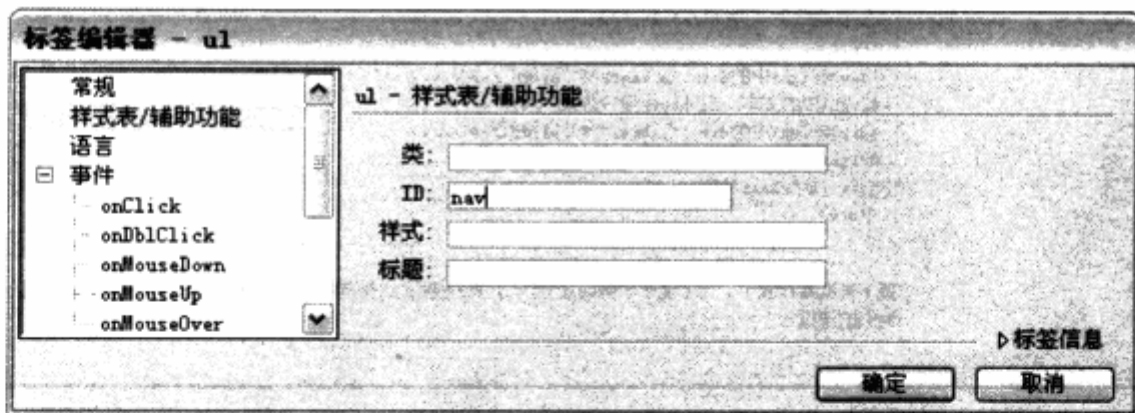 标签编辑器 - ul
常规
样式表/辅助功能
语言
事件
onClick
onDblClick
onMouseDown
onMouseUp
onMouseOver
ul - 样式表/辅助功能
类:
ID: nav
样式:
标题:
标签信息
确定
取消